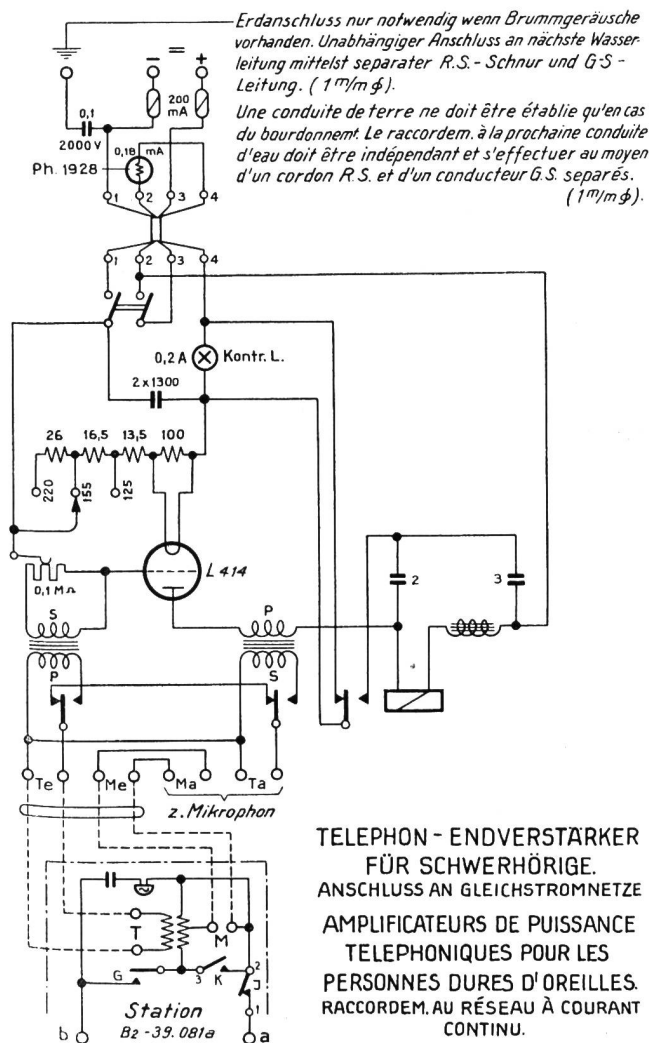 Erdanschluss nur notwendig wenn Brummgeräusche
vorhanden. Unabhängiger Anschluss an nächste Wasser-
leitung mittelst separater R.S.-Schnur und G-S-
Leitung. (1 m/m ϕ).
Une conduite de terre ne doit être établie qu'en cas
du bourdonnemt. Le raccordem. à la prochaine conduite
d'eau doit être indépendant et s'effectuer au moyen
d'un cordon R.S. et d'un conducteur G.S. separés.
(1 m/m ϕ).
− = +
0,1
2000 V
200
mA
0,18 mA
Ph. 1928
1 2 3 4
1 2 3 4
0,2 A Kontr. L.
2 x 1300
26 16,5 13,5 100
220 155 125
L 414
0,1 MΩ
2 3
S P
P S
Te Me Ma Ta
z. Mikrophon
T M
G 3 K 2 J
1
Station
B2-39.081a
b a
TELEPHON-ENDVERSTÄRKER
FÜR SCHWERHÖRIGE.
ANSCHLUSS AN GLEICHSTROMNETZE
AMPLIFICATEURS DE PUISSANCE
TELEPHONIQUES POUR LES
PERSONNES DURES D'OREILLES.
RACCORDEM. AU RÉSEAU À COURANT
CONTINU.